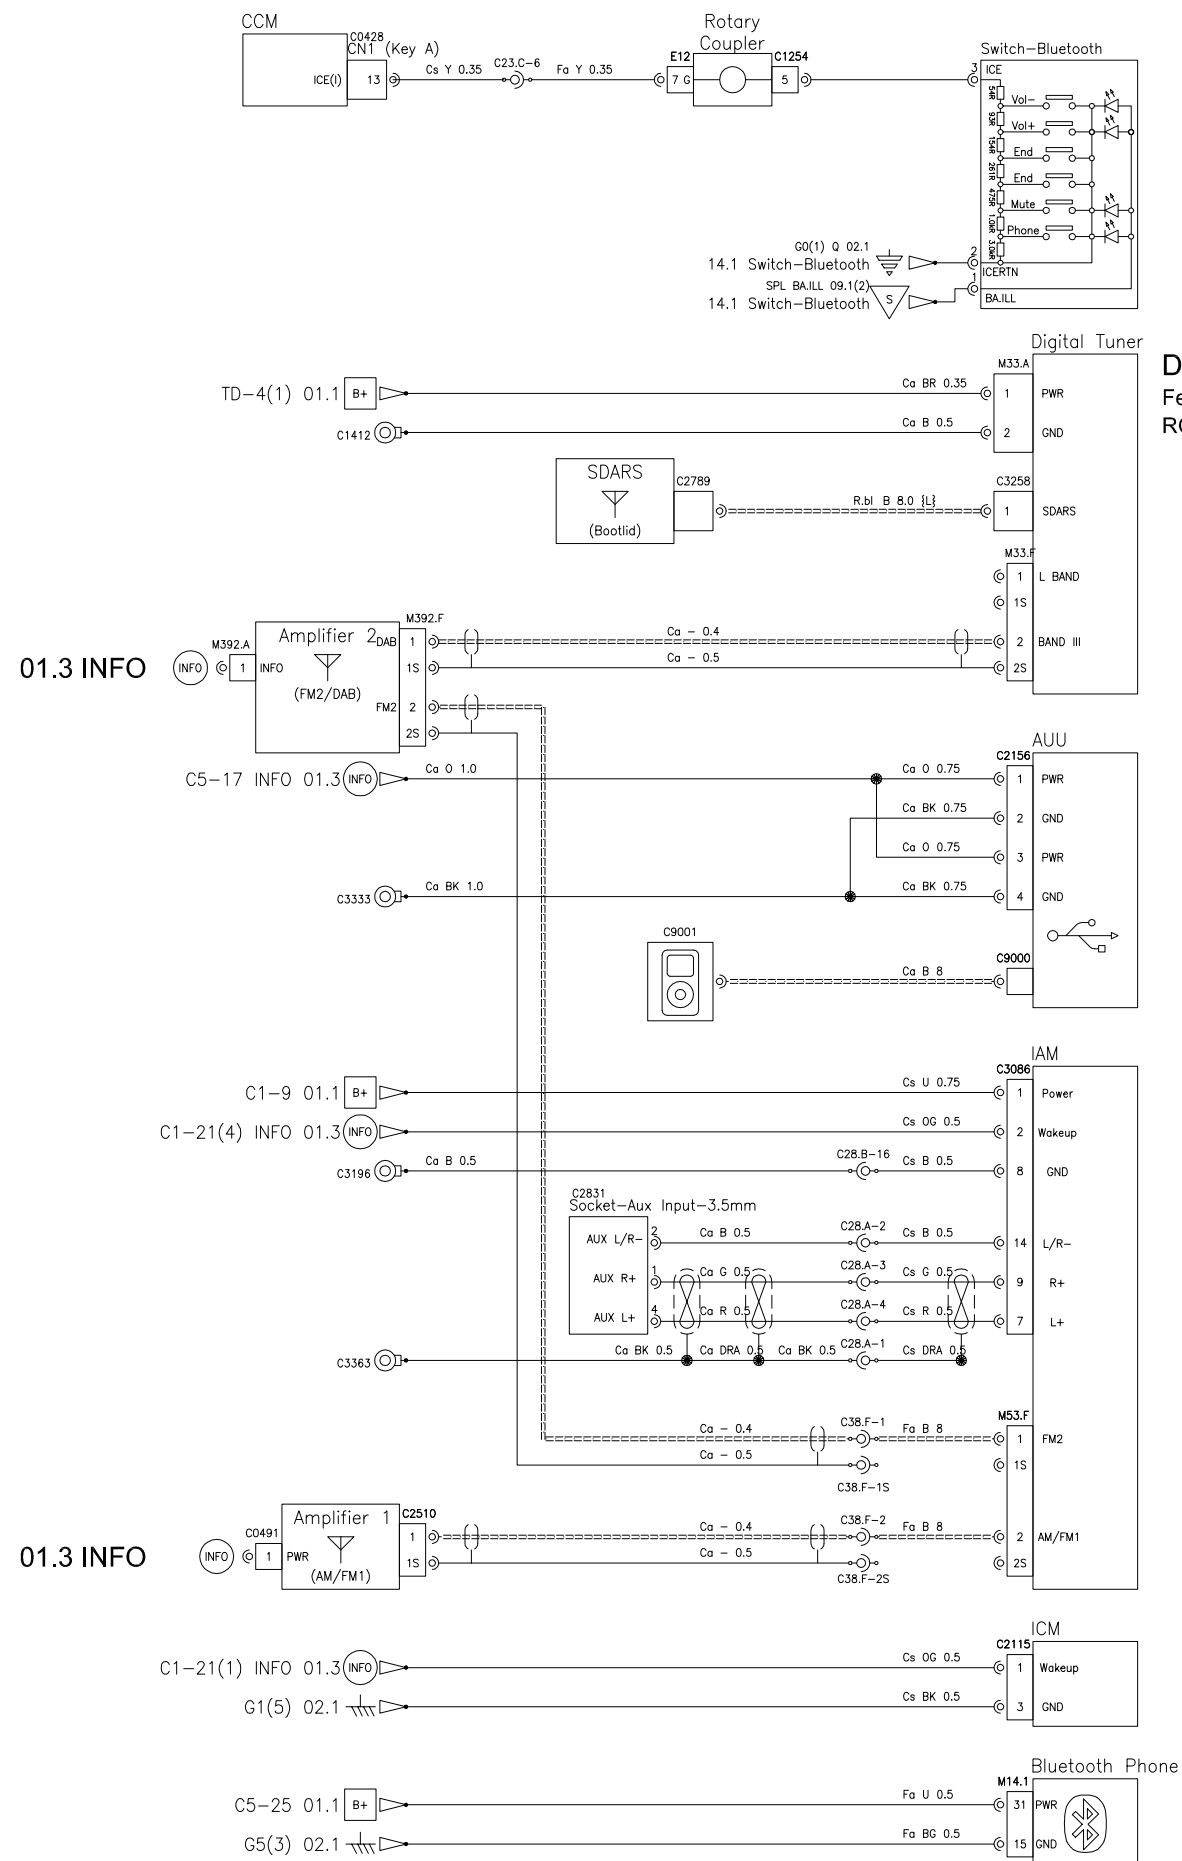 CCM
C0428
CN1 (Key A)
ICE(I) 13
Cs Y 0.35
C23.C-6
Fa Y 0.35
Rotary
Coupler
E12
7 G
C1254
5
Switch-Bluetooth
3 ICE
54R
Vol-
93R
Vol+
154R
End
261R
End
475R
Mute
1.0kR
Phone
3.0kR
G0(1) Q 02.1
14.1 Switch-Bluetooth
2
ICERTN
SPL BA.ILL 09.1(2)
14.1 Switch-Bluetooth
S
1
BA.ILL
Digital Tuner
D
Fe
M33.A
TD-4(1) 01.1 B+ Ca BR 0.35 1 PWR
C1412 Ca B 0.5 2 GND
SDARS
(Bootlid)
C2789
R.bl B 8.0 {L}
C3258
1 SDARS
M33.F
1 L BAND
1S
M392.F
Amplifier 2
(FM2/DAB)
M392.A
01.3 INFO INFO 1 INFO
DAB 1 Ca - 0.4 2 BAND III
1S Ca - 0.5 2S
FM2 2
2S
AUU
C2156
C5-17 INFO 01.3 INFO Ca O 1.0 Ca O 0.75 1 PWR
Ca BK 0.75 2 GND
Ca O 0.75 3 PWR
C3333 Ca BK 1.0 Ca BK 0.75 4 GND
C9001
Ca B 8
C9000
IAM
C3086
C1-9 01.1 B+ Cs U 0.75 1 Power
C1-21(4) INFO 01.3 INFO Cs OG 0.5 2 Wakeup
C3196 Ca B 0.5 C28.B-16 Cs B 0.5 8 GND
C2831
Socket-Aux Input-3.5mm
AUX L/R- 2 Ca B 0.5 C28.A-2 Cs B 0.5 14 L/R-
AUX R+ 1 Ca G 0.5 C28.A-3 Cs G 0.5 9 R+
AUX L+ 4 Ca R 0.5 C28.A-4 Cs R 0.5 7 L+
C3363 Ca BK 0.5 Ca DRA 0.5 Ca BK 0.5 C28.A-1 Cs DRA 0.5
M53.F
Ca - 0.4 C38.F-1 Fa B 8 1 FM2
Ca - 0.5 1S
C38.F-1S
Amplifier 1
(AM/FM1)
C0491
01.3 INFO INFO 1 PWR
C2510
1 Ca - 0.4 C38.F-2 Fa B 8 2 AM/FM1
1S Ca - 0.5 2S
C38.F-2S
ICM
C2115
C1-21(1) INFO 01.3 INFO Cs OG 0.5 1 Wakeup
G1(5) 02.1 Cs BK 0.5 3 GND
Bluetooth Phone
M14.1
C5-25 01.1 B+ Fa U 0.5 31 PWR
G5(3) 02.1 Fa BG 0.5 15 GND